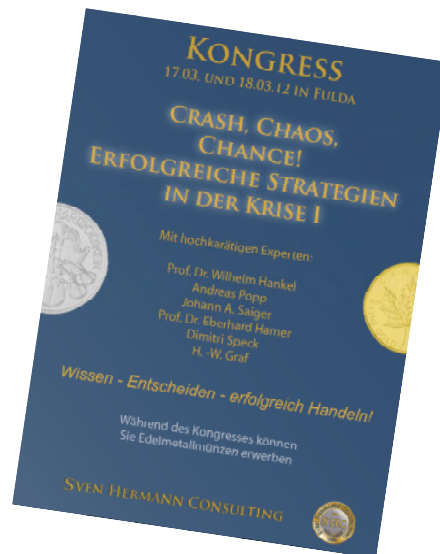 KONGRESS
17.03. UND 18.03.12 IN FULDA
CRASH, CHAOS,
CHANCE!
ERFOLGREICHE STRATEGIEN
IN DER KRISE I
Mit hochkarätigen Experten:
Prof. Dr. Wilhelm Hankel
Andreas Popp
Johann A. Saiger
Prof. Dr. Eberhard Hamer
Dimitri Speck
H. -W. Graf
Wissen - Entscheiden - erfolgreich Handeln!
Während des Kongresses können
Sie Edelmetallmünzen erwerben
SVEN HERMANN CONSULTING